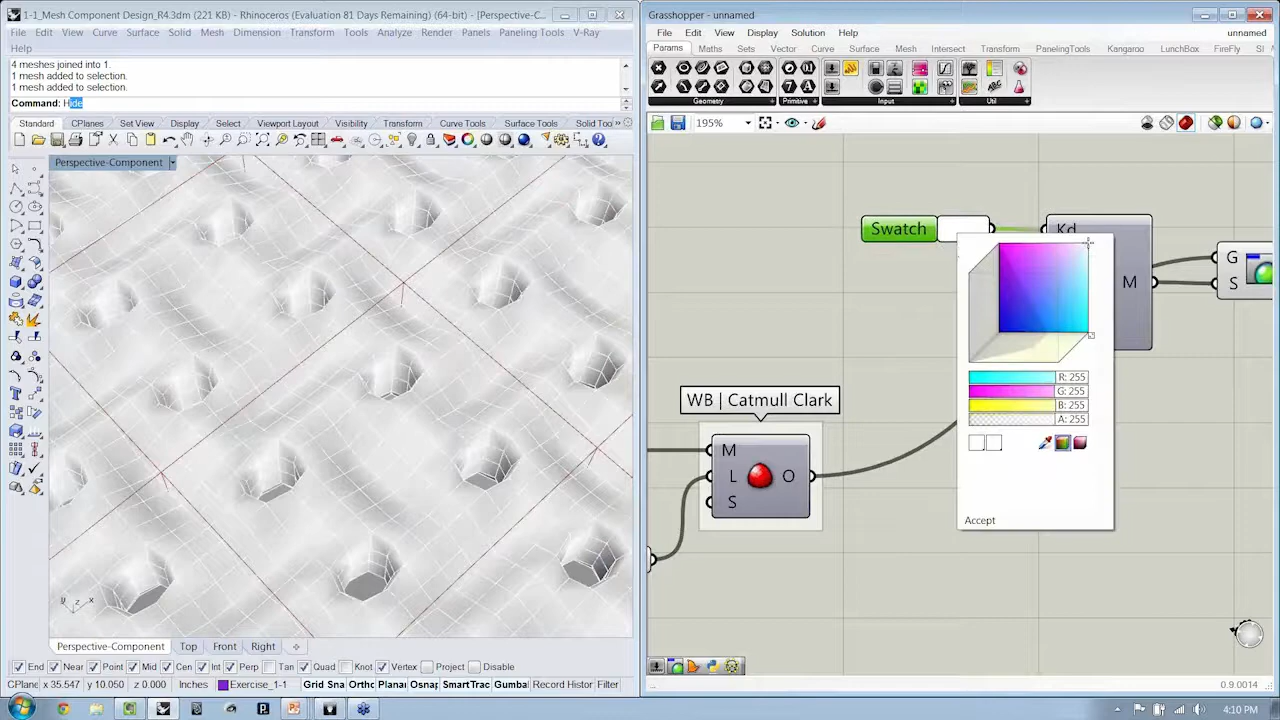 1-1_Mesh Component Design_R4.3dm (221 KB) - Rhinoceros (Evaluation 81 Days Remaining) (64-bit) - [Perspective-C...
File Edit View Curve Surface Solid Mesh Dimension Transform Tools Analyze Render Panels Paneling Tools V-Ray
Help
4 meshes joined into 1.
1 mesh added to selection.
1 mesh added to selection.
Command: Hide
Standard CPlanes Set View Display Select Viewport Layout Visibility Transform Curve Tools Surface Tools Solid Too
Perspective-Component
y z x
Perspective-Component Top Front Right
End Near Point Mid Cen Int Perp Tan Quad Knot Vertex Project Disable
CPlane x 35.547 y 10.050 z 0.000 Inches Exercise_1-1 Grid Sna Ortho Planar Osnap SmartTrac Gumba Record Histor Filter
Grasshopper - unnamed
File Edit View Display Solution Help
unnamed
Params Maths Sets Vector Curve Surface Mesh Intersect Transform PanelingTools Kangaroo LunchBox FireFly
Geometry Primitive Input Util
195%
Swatch
Kd
M
G
S
R: 255
G: 255
B: 255
A: 255
Accept
WB | Catmull Clark
M
L O
S
0.9.0014
4:10 PM